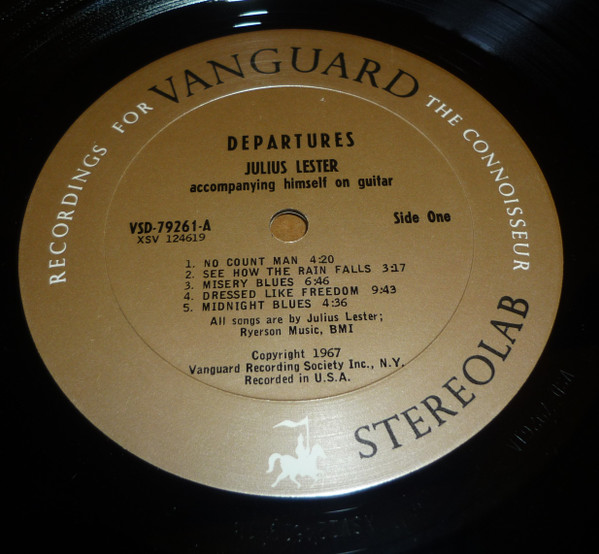 RECORDINGS FOR VANGUARD THE CONNOISSEUR
DEPARTURES
JULIUS LESTER
accompanying himself on guitar
VSD-79261-A
XSV 124619
Side One
1. NO COUNT MAN 4:20
2. SEE HOW THE RAIN FALLS 3:17
3. MISERY BLUES 6:46
4. DRESSED LIKE FREEDOM 9:43
5. MIDNIGHT BLUES 4:36
All songs are by Julius Lester;
Ryerson Music, BMI
Copyright 1967
Vanguard Recording Society Inc., N.Y.
Recorded in U.S.A.
STEREOLAB